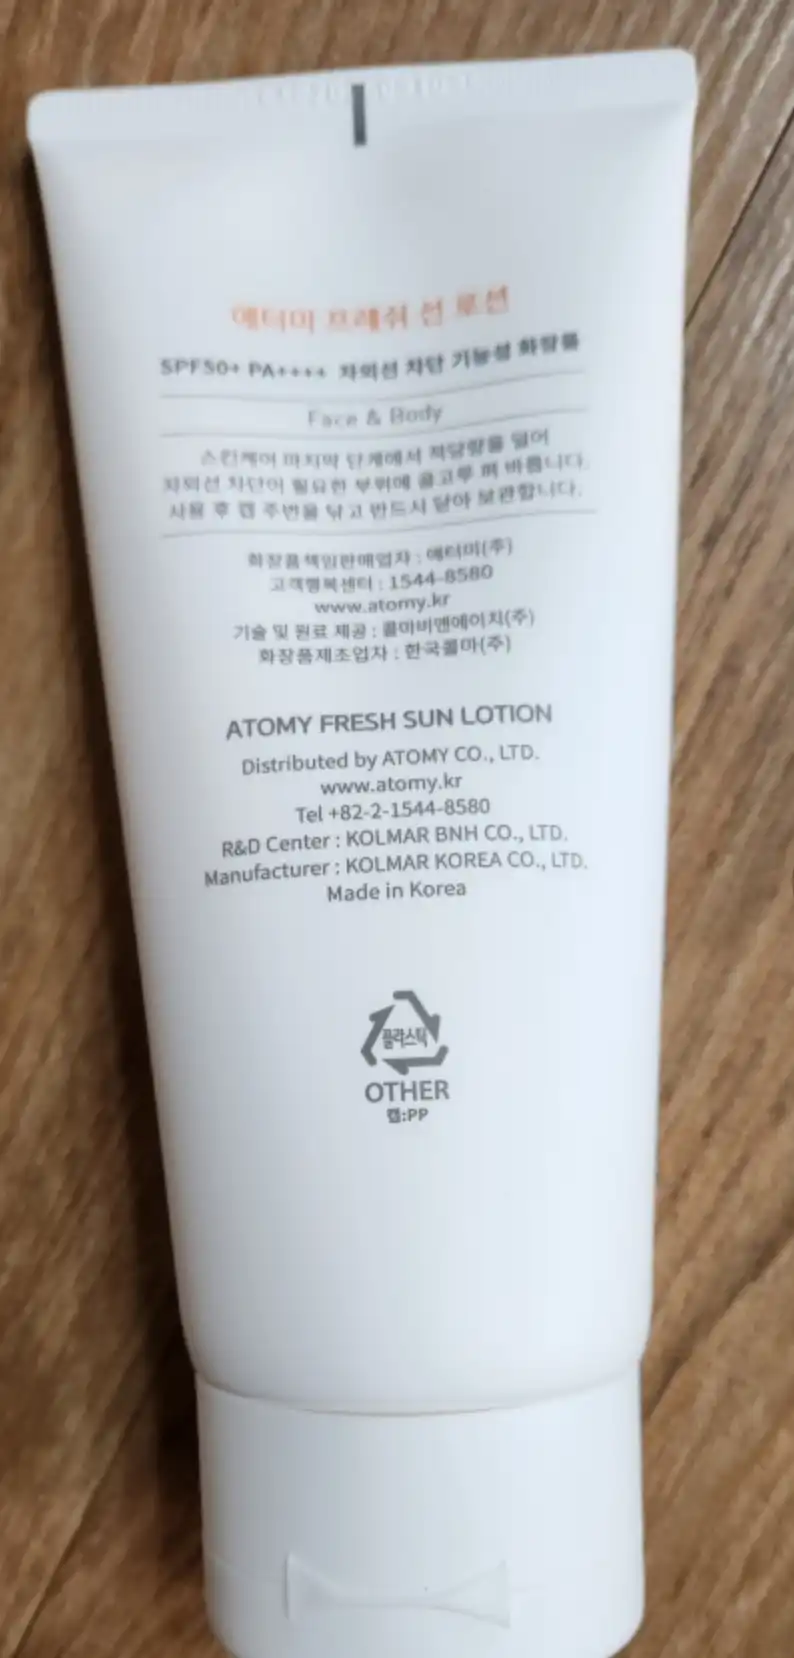 애터미 프레쉬 선 로션
SPF50+ PA++++ 자외선 차단 기능성 화장품
Face & Body
스킨케어 마지막 단계에서 적당량을 덜어
자외선 차단이 필요한 부위에 골고루 펴 바릅니다.
사용 후 캡 주변을 닦고 반드시 닫아 보관합니다.
화장품책임판매업자 : 애터미(주)
고객행복센터 : 1544-8580
www.atomy.kr
기술 및 원료 제공 : 콜마비앤에이치(주)
화장품제조업자 : 한국콜마(주)
ATOMY FRESH SUN LOTION
Distributed by ATOMY CO., LTD.
www.atomy.kr
Tel +82-2-1544-8580
R&D Center : KOLMAR BNH CO., LTD.
Manufacturer : KOLMAR KOREA CO., LTD.
Made in Korea
플라스틱
OTHER
캡:PP